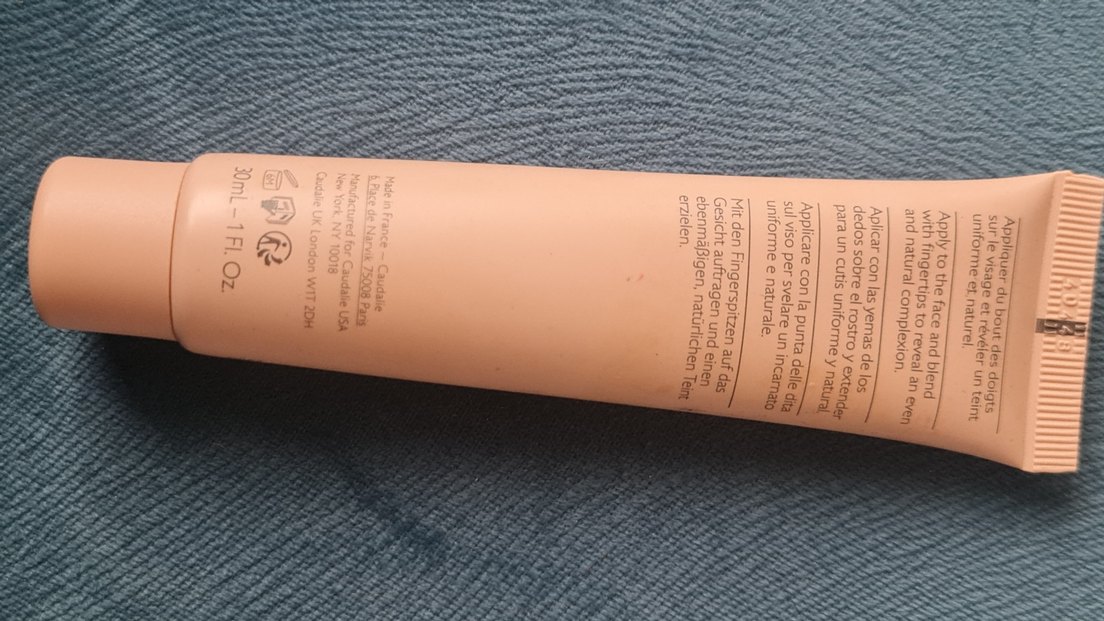 Appliquer du bout des doigts
sur le visage et révéler un teint
uniforme et naturel.
Apply to the face and blend
with fingertips to reveal an even
and natural complexion.
Aplicar con las yemas de los
dedos sobre el rostro y extender
para un cutis uniforme y natural.
Applicare con la punta delle dita
sul viso per svelare un incarnato
uniforme e naturale.
Mit den Fingerspitzen auf das
Gesicht auftragen und einen
ebenmäßigen, natürlichen Teint
erzielen.
Made in France – Caudalie
6, Place de Narvik 75008 Paris
Manufactured for Caudalie USA
New York, NY 10018
Caudalie UK London W1T 2DH
6M
30 mL – 1 Fl. Oz.